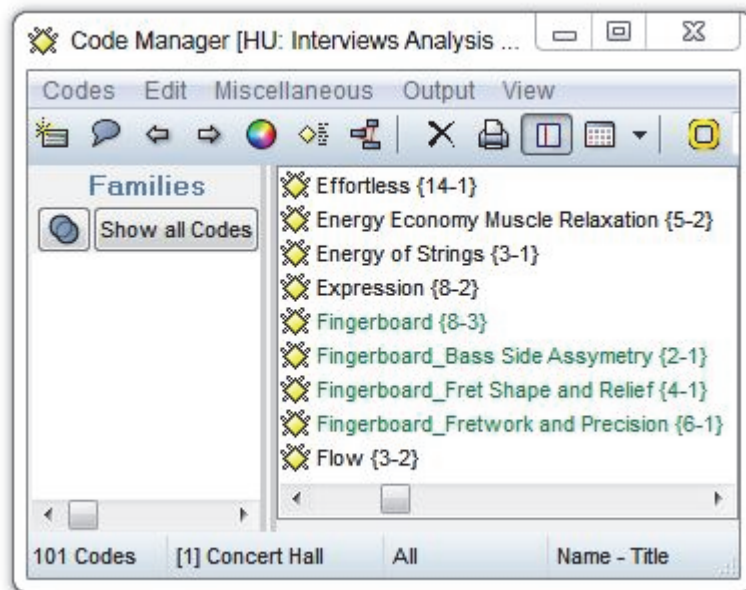 Code Manager [HU: Interviews Analysis ...
Codes Edit Miscellaneous Output View
Families
Show all Codes
Effortless {14-1}
Energy Economy Muscle Relaxation {5-2}
Energy of Strings {3-1}
Expression {8-2}
Fingerboard {8-3}
Fingerboard_Bass Side Assymetry {2-1}
Fingerboard_Fret Shape and Relief {4-1}
Fingerboard_Fretwork and Precision {6-1}
Flow {3-2}
101 Codes [1] Concert Hall All Name - Title